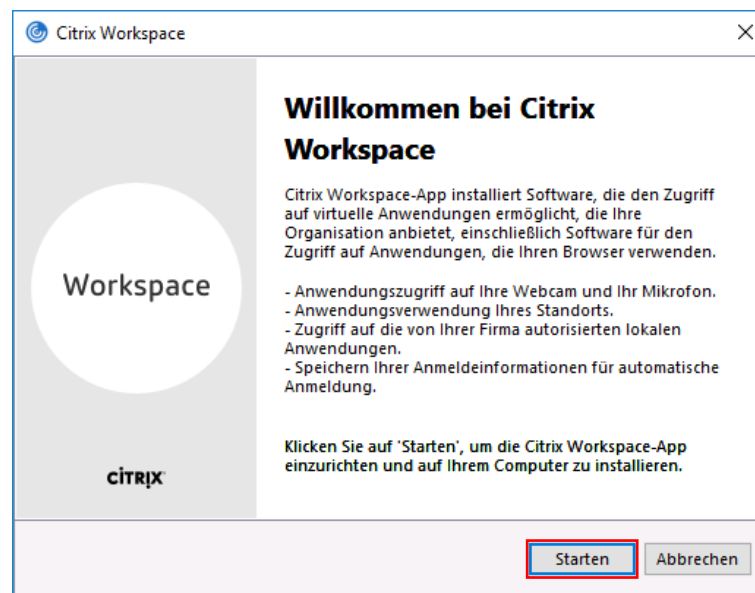 Citrix Workspace
Willkommen bei Citrix
Workspace
Citrix Workspace-App installiert Software, die den Zugriff
auf virtuelle Anwendungen ermöglicht, die Ihre
Organisation anbietet, einschließlich Software für den
Zugriff auf Anwendungen, die Ihren Browser verwenden.
- Anwendungszugriff auf Ihre Webcam und Ihr Mikrofon.
- Anwendungsverwendung Ihres Standorts.
- Zugriff auf die von Ihrer Firma autorisierten lokalen
Anwendungen.
- Speichern Ihrer Anmeldeinformationen für automatische
Anmeldung.
Klicken Sie auf 'Starten', um die Citrix Workspace-App
einzurichten und auf Ihrem Computer zu installieren.
Workspace
CITRIX
Starten
Abbrechen